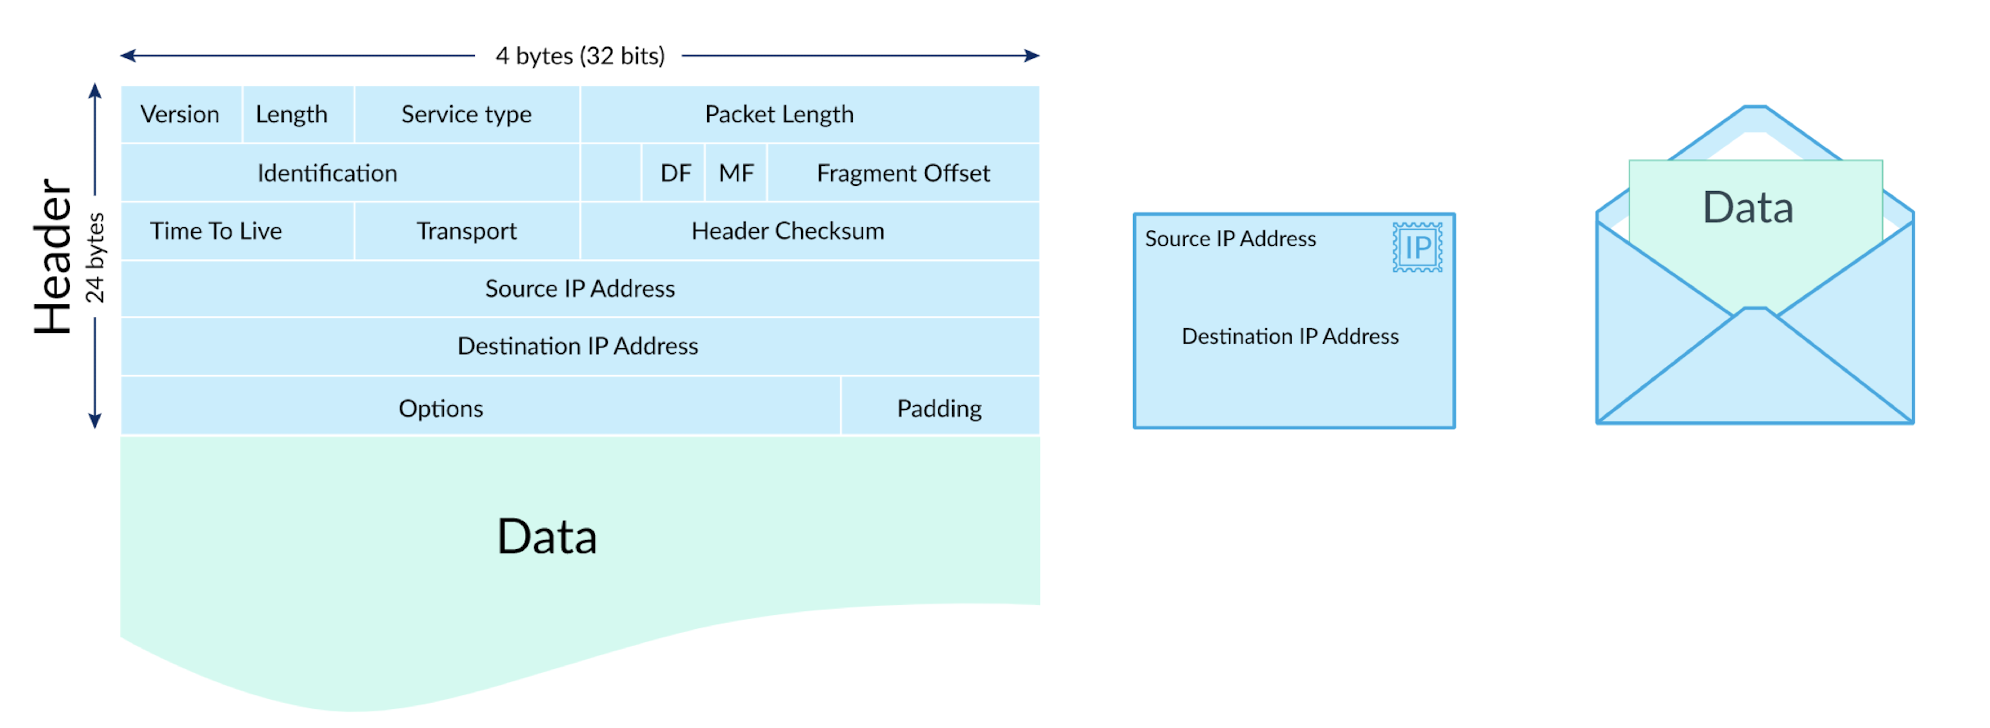 4 bytes (32 bits)
Header
24 bytes
Version Length Service type Packet Length
Identification DF MF Fragment Offset
Time To Live Transport Header Checksum
Source IP Address
Destination IP Address
Options Padding
Data
Source IP Address IP
Destination IP Address
Data